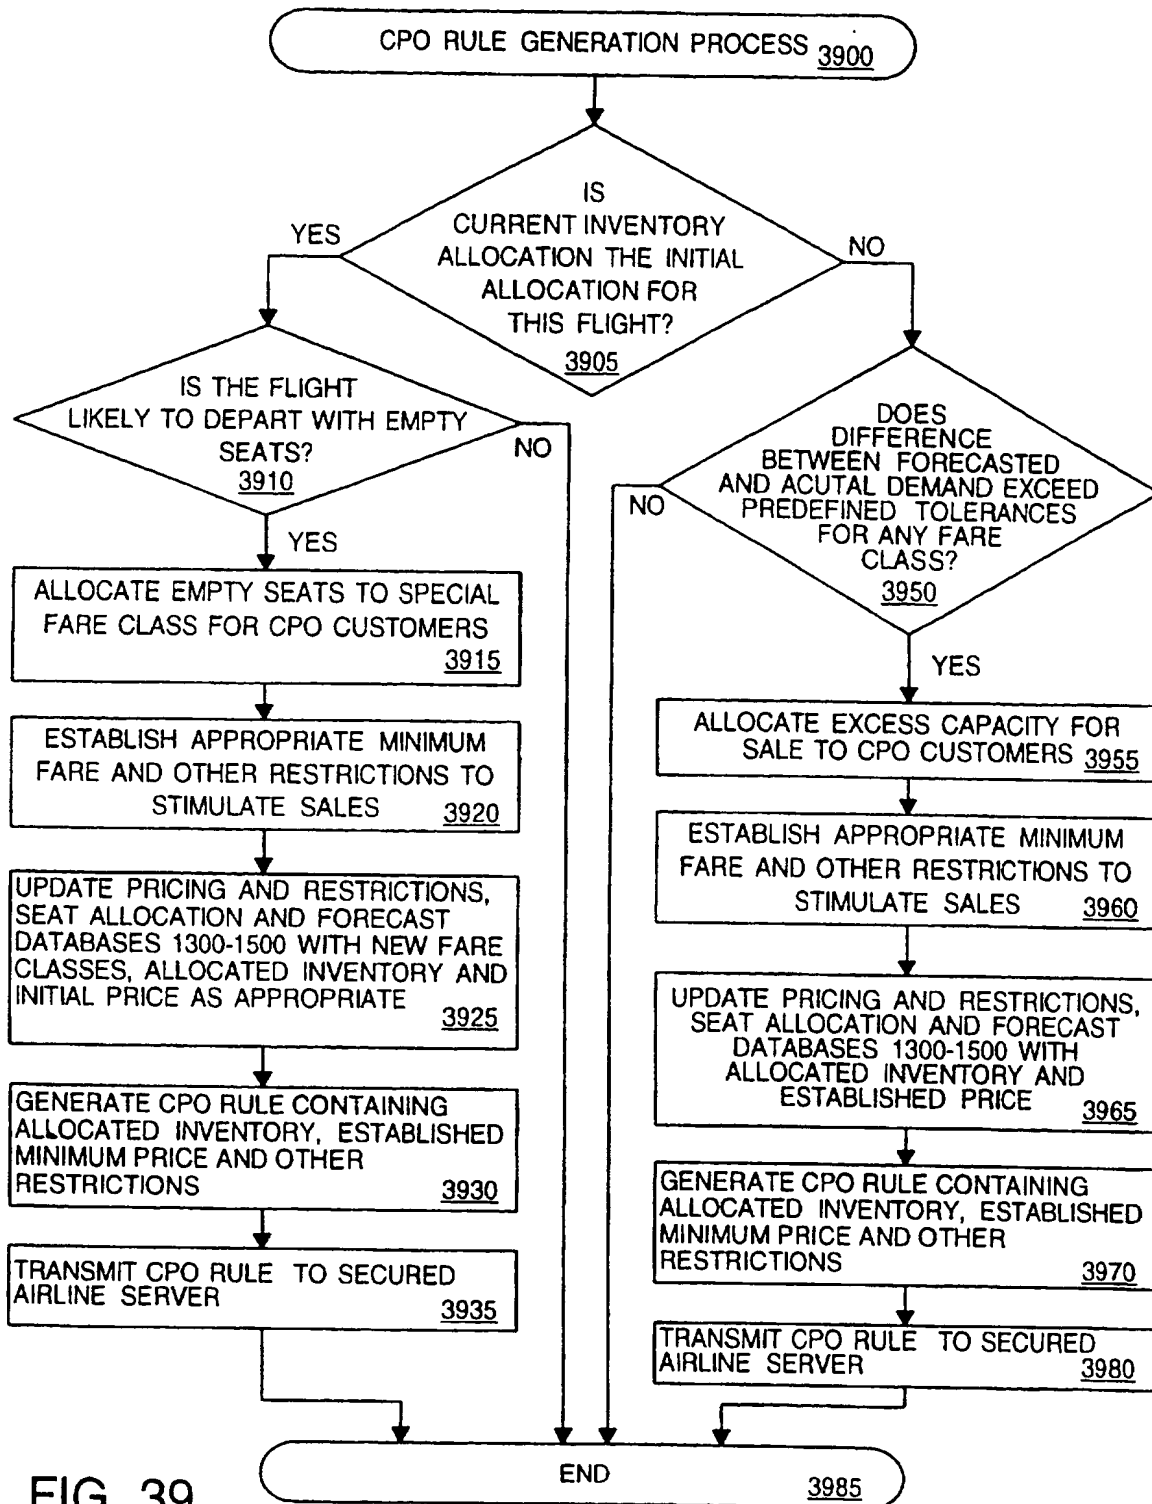 CPO RULE GENERATION PROCESS 3900
IS
CURRENT INVENTORY
ALLOCATION THE INITIAL
ALLOCATION FOR
THIS FLIGHT?
3905
YES
NO
IS THE FLIGHT
LIKELY TO DEPART WITH EMPTY
SEATS?
3910
NO
YES
ALLOCATE EMPTY SEATS TO SPECIAL
FARE CLASS FOR CPO CUSTOMERS
3915
ESTABLISH APPROPRIATE MINIMUM
FARE AND OTHER RESTRICTIONS TO
STIMULATE SALES 3920
UPDATE PRICING AND RESTRICTIONS,
SEAT ALLOCATION AND FORECAST
DATABASES 1300-1500 WITH NEW FARE
CLASSES, ALLOCATED INVENTORY AND
INITIAL PRICE AS APPROPRIATE 3925
GENERATE CPO RULE CONTAINING
ALLOCATED INVENTORY, ESTABLISHED
MINIMUM PRICE AND OTHER
RESTRICTIONS 3930
TRANSMIT CPO RULE TO SECURED
AIRLINE SERVER 3935
DOES
DIFFERENCE
BETWEEN FORECASTED
AND ACUTAL DEMAND EXCEED
PREDEFINED TOLERANCES
FOR ANY FARE
CLASS?
3950
NO
YES
ALLOCATE EXCESS CAPACITY FOR
SALE TO CPO CUSTOMERS 3955
ESTABLISH APPROPRIATE MINIMUM
FARE AND OTHER RESTRICTIONS TO
STIMULATE SALES 3960
UPDATE PRICING AND RESTRICTIONS,
SEAT ALLOCATION AND FORECAST
DATABASES 1300-1500 WITH
ALLOCATED INVENTORY AND
ESTABLISHED PRICE 3965
GENERATE CPO RULE CONTAINING
ALLOCATED INVENTORY, ESTABLISHED
MINIMUM PRICE AND OTHER
RESTRICTIONS 3970
TRANSMIT CPO RULE TO SECURED
AIRLINE SERVER 3980
END 3985
FIG. 39